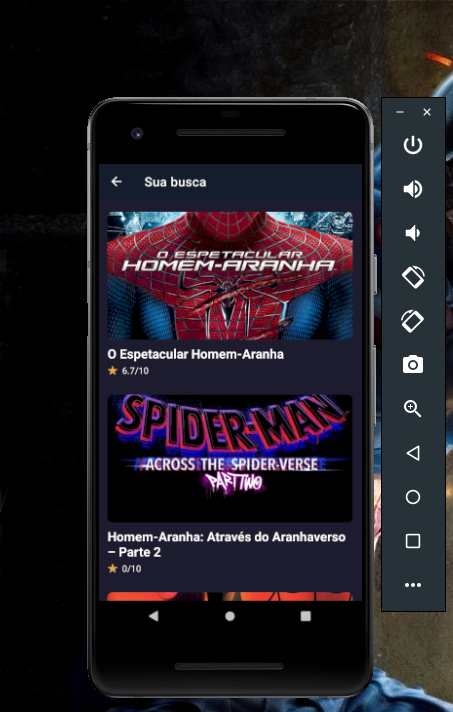 Sua busca
O ESPETACULAR
HOMEM-ARANHA
O Espetacular Homem-Aranha
6.7/10
SPIDER-MAN
ACROSS THE SPIDER-VERSE
PART TWO
Homem-Aranha: Através do Aranhaverso
– Parte 2
0/10